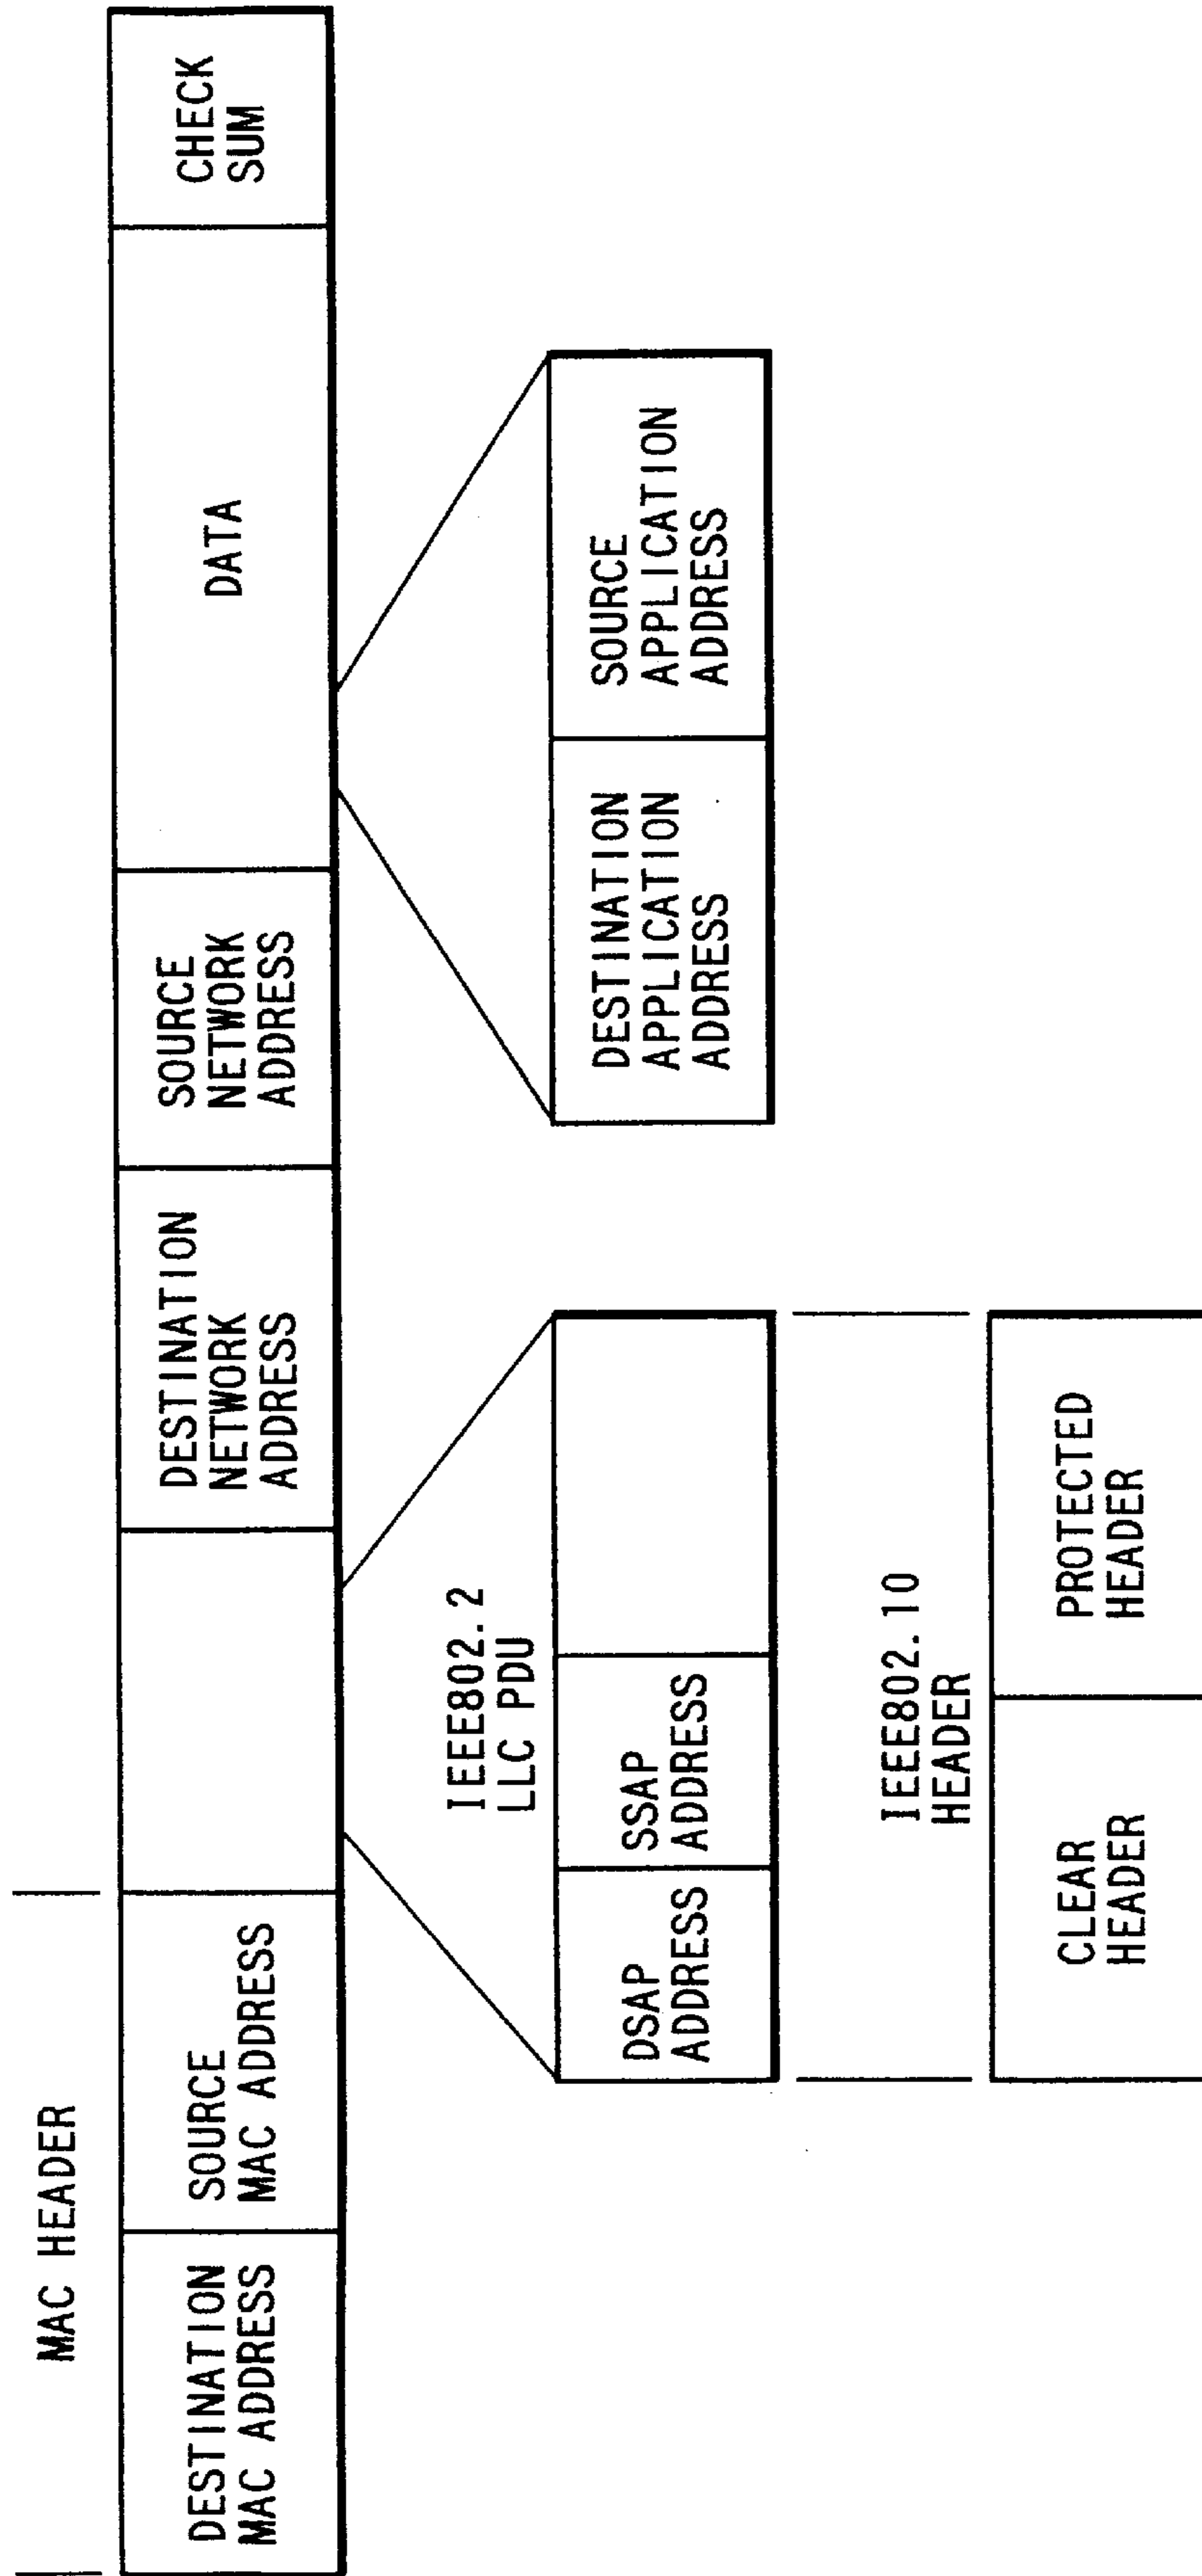 MAC HEADER
DESTINATION
MAC ADDRESS
SOURCE
MAC ADDRESS
DESTINATION
NETWORK
ADDRESS
SOURCE
NETWORK
ADDRESS
DATA
CHECK
SUM
IEEE802.2
LLC PDU
DSAP
ADDRESS
SSAP
ADDRESS
DESTINATION
APPLICATION
ADDRESS
SOURCE
APPLICATION
ADDRESS
IEEE802.10
HEADER
CLEAR
HEADER
PROTECTED
HEADER